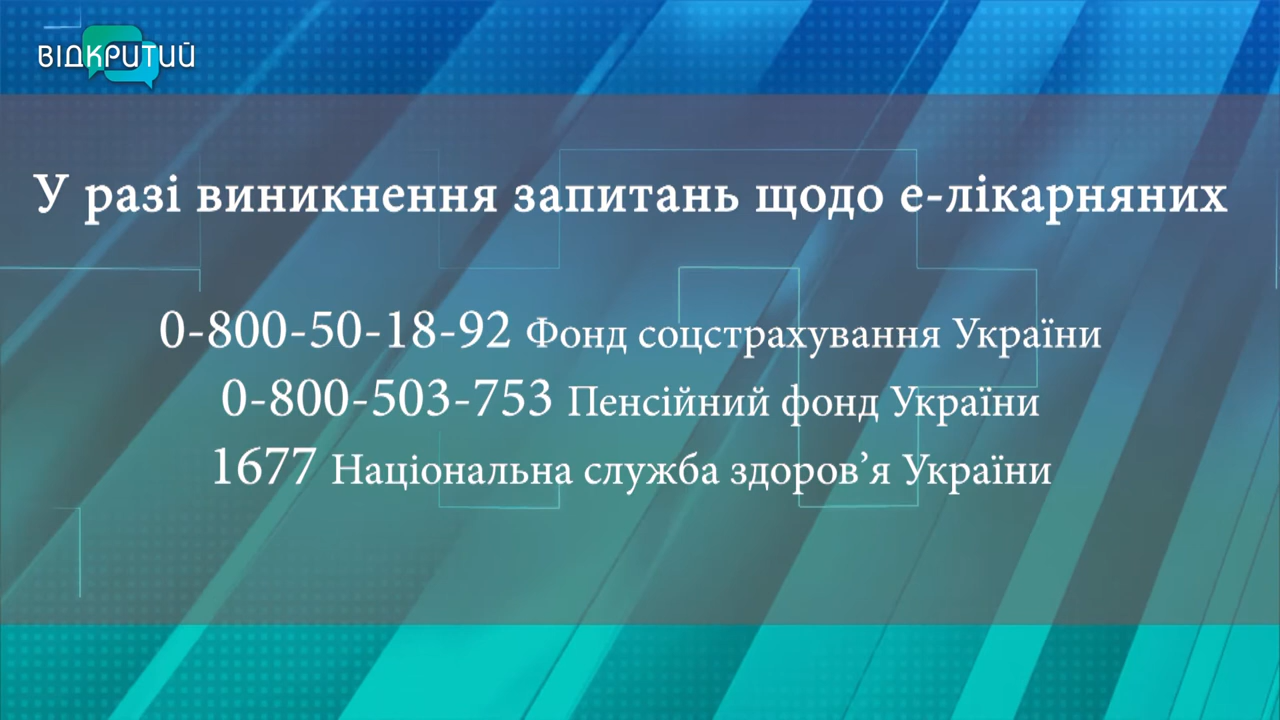 ВІДКРИТИЙ
У разі виникнення запитань щодо е-лікарняних
0-800-50-18-92 Фонд соцстрахування України
0-800-503-753 Пенсійний фонд України
1677 Національна служба здоров’я України